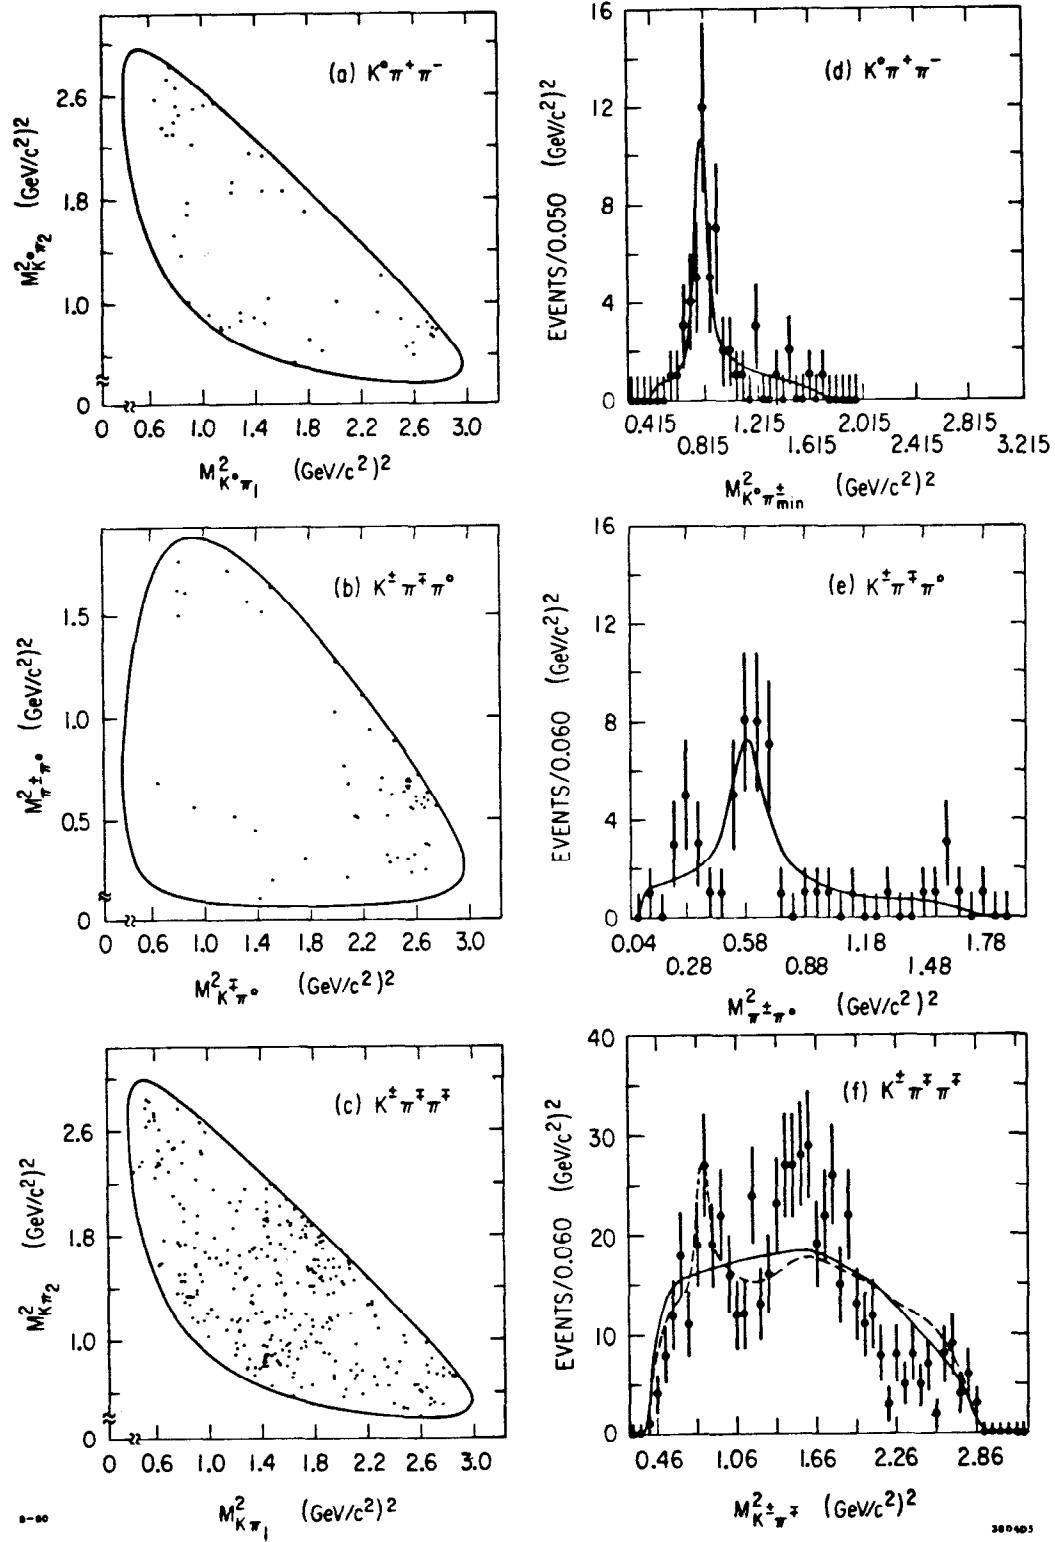 (a) K° π⁺ π⁻
M²K°π₂ (GeV/c²)²
2.6
1.8
1.0
0
0 0.6 1.0 1.4 1.8 2.2 2.6 3.0
M²K°π₁ (GeV/c²)²
(d) K° π⁺ π⁻
EVENTS/0.050 (GeV/c²)²
16
12
8
4
0
0.415 1.215 2.015 2.815
0.815 1.615 2.415 3.215
M²K°π±min (GeV/c²)²
(b) K± π∓ π°
M²π±π° (GeV/c²)²
1.5
1.0
0.5
0
0 0.6 1.0 1.4 1.8 2.2 2.6 3.0
M²K∓π° (GeV/c²)²
(e) K± π∓ π°
EVENTS/0.060 (GeV/c²)²
16
12
8
4
0
0.04 0.58 1.18 1.78
0.28 0.88 1.48
M²π±π° (GeV/c²)²
(c) K± π∓ π∓
M²Kπ₂ (GeV/c²)²
2.6
1.8
1.0
0
0 0.6 1.0 1.4 1.8 2.2 2.6 3.0
M²Kπ₁ (GeV/c²)²
(f) K± π∓ π∓
EVENTS/0.060 (GeV/c²)²
40
30
20
10
0
0.46 1.06 1.66 2.26 2.86
M²K±π∓ (GeV/c²)²